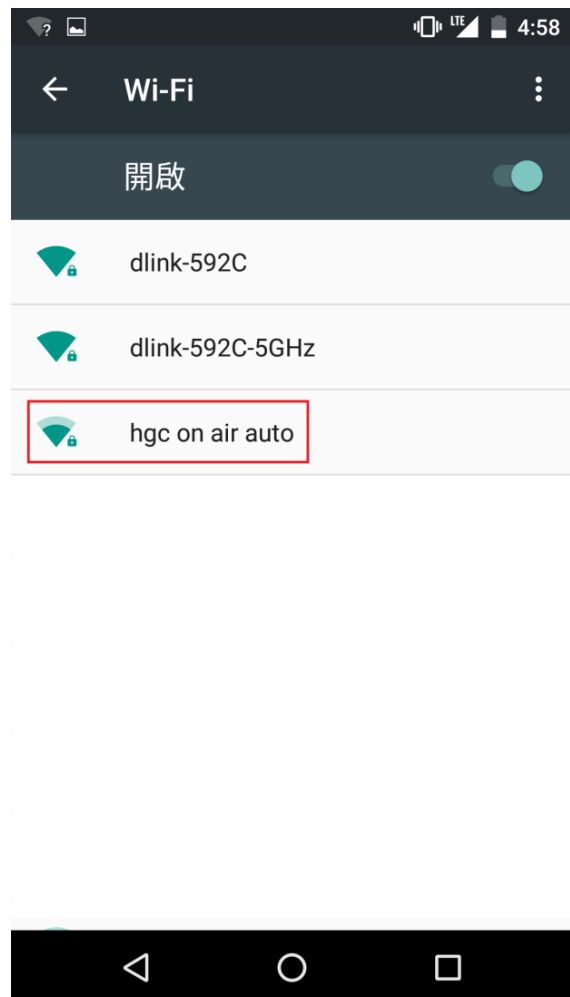 ? LTE 4:58
Wi-Fi
開啟
dlink-592C
dlink-592C-5GHz
hgc on air auto